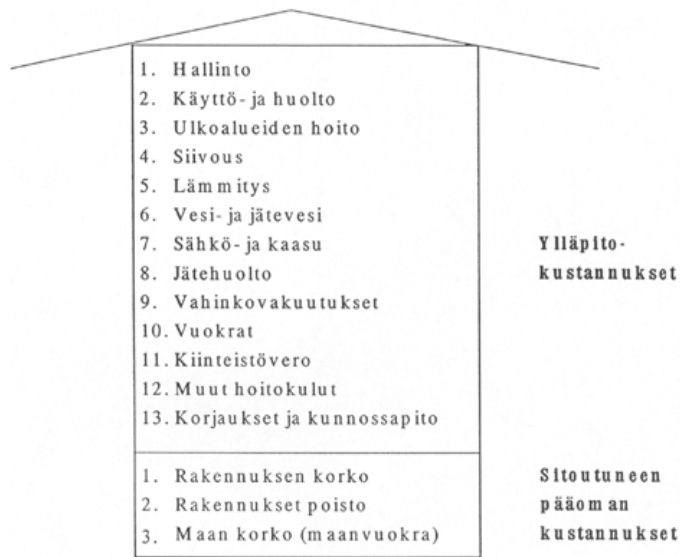 1. Hallinto
2. Käyttö- ja huolto
3. Ulkoalueiden hoito
4. Siivous
5. Lämmitys
6. Vesi- ja jätevesi
7. Sähkö- ja kaasu
8. Jätehuolto
9. Vahinkovakuutukset
10. Vuokrat
11. Kiinteistövero
12. Muut hoitokulut
13. Korjaukset ja kunnossapito
Ylläpito-
kustannukset
1. Rakennuksen korko
2. Rakennukset poisto
3. Maan korko (maanvuokra)
Sitoutuneen
pääoman
kustannukset